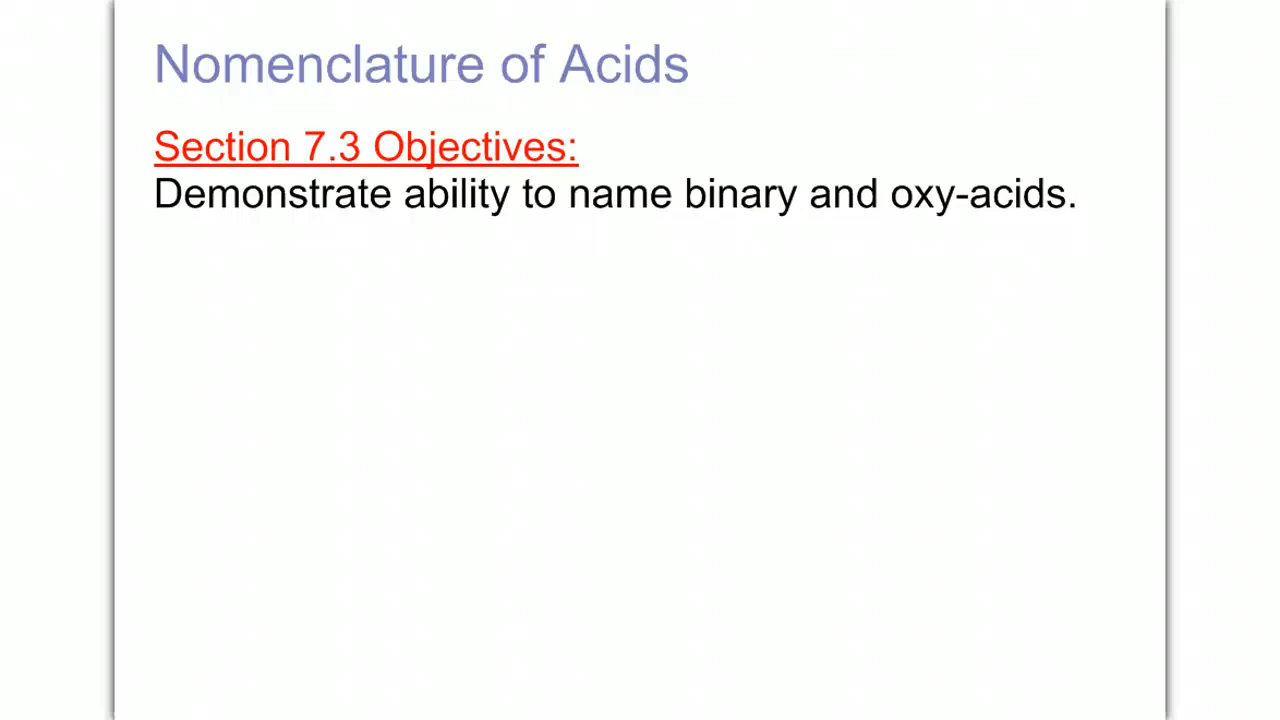 Nomenclature of Acids
Section 7.3 Objectives:
Demonstrate ability to name binary and oxy-acids.